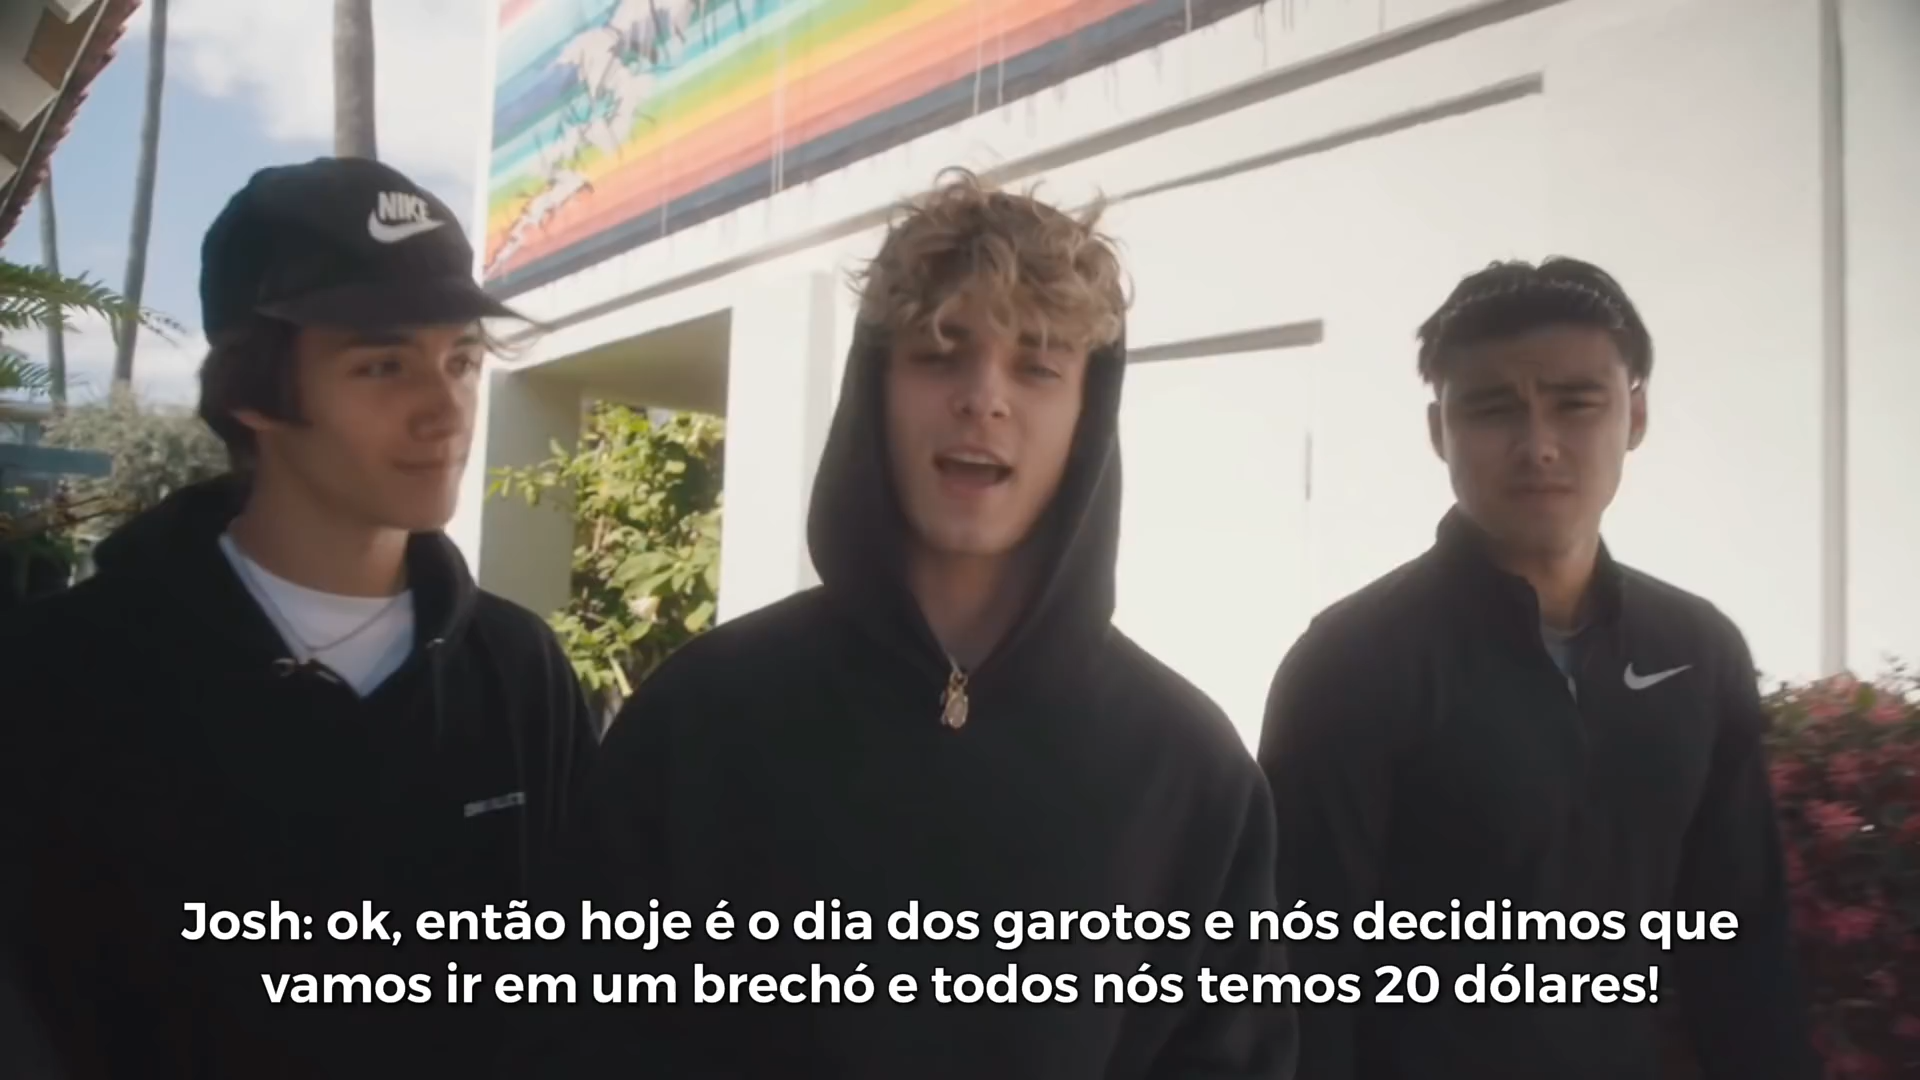 NIKE
Josh: ok, então hoje é o dia dos garotos e nós decidimos que
vamos ir em um brechó e todos nós temos 20 dólares!